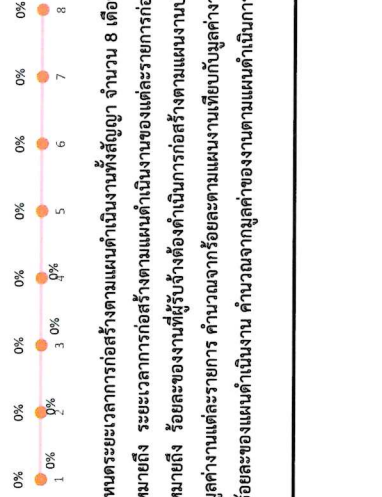 0% 0% 0% 0% 0% 0% 0% 0%
0% 0% 0% 0%
1 2 3 4 5 6 7 8
หนดระยะเวลาการก่อสร้างตามแผนดำเนินงานทั้งสัญญา จำนวน 8 เดือ
หมายถึง ระยะเวลาการก่อสร้างตามแผนดำเนินงานของแต่ละรายการก่อ
หมายถึง ร้อยละของงานที่ผู้รับจ้างต้องดำเนินการก่อสร้างตามแผนงาน
มูลค่างานแต่ละรายการ คำนวณจากร้อยละตามแผนงานเทียบกับมูลค่าง
ร้อยละของแผนดำเนินงาน คำนวณจากมูลค่าของงานตามแผนดำเนินกา